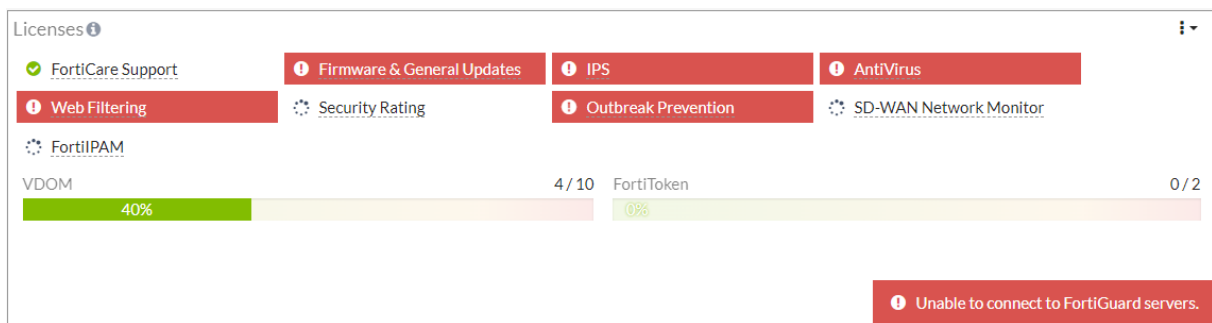 Licenses
FortiCare Support Firmware & General Updates IPS AntiVirus
Web Filtering Security Rating Outbreak Prevention SD-WAN Network Monitor
FortiIPAM
VDOM 4 / 10 FortiToken 0 / 2
40% 0%
Unable to connect to FortiGuard servers.